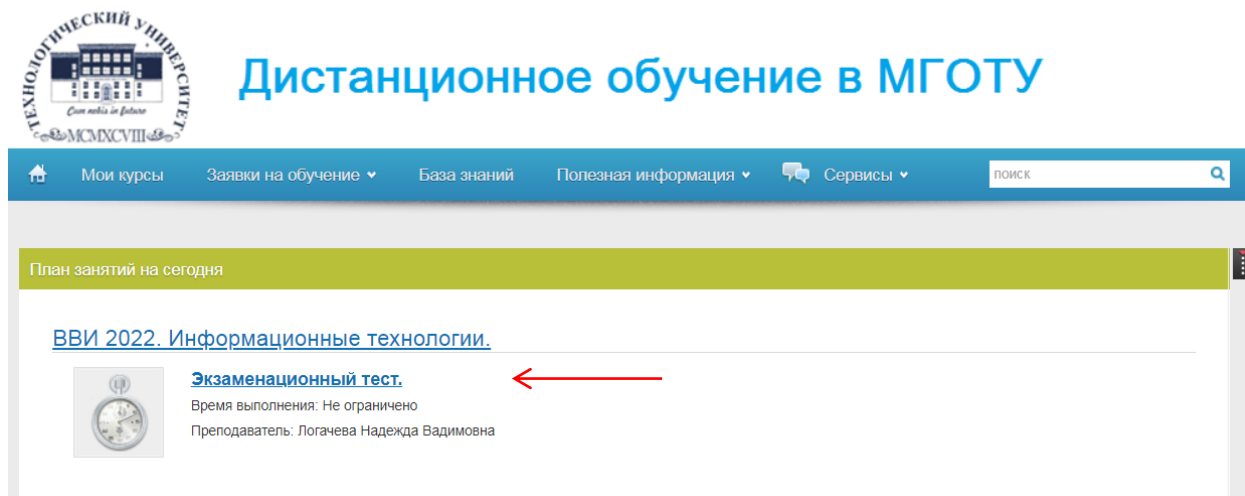 ТЕХНОЛОГИЧЕСКИЙ УНИВЕРСИТЕТ
Cum nobis in futuro
MCMXCVIII
Дистанционное обучение в МГОТУ
Мои курсы Заявки на обучение База знаний Полезная информация Сервисы поиск
План занятий на сегодня
ВВИ 2022. Информационные технологии.
Экзаменационный тест.
Время выполнения: Не ограничено
Преподаватель: Логачева Надежда Вадимовна